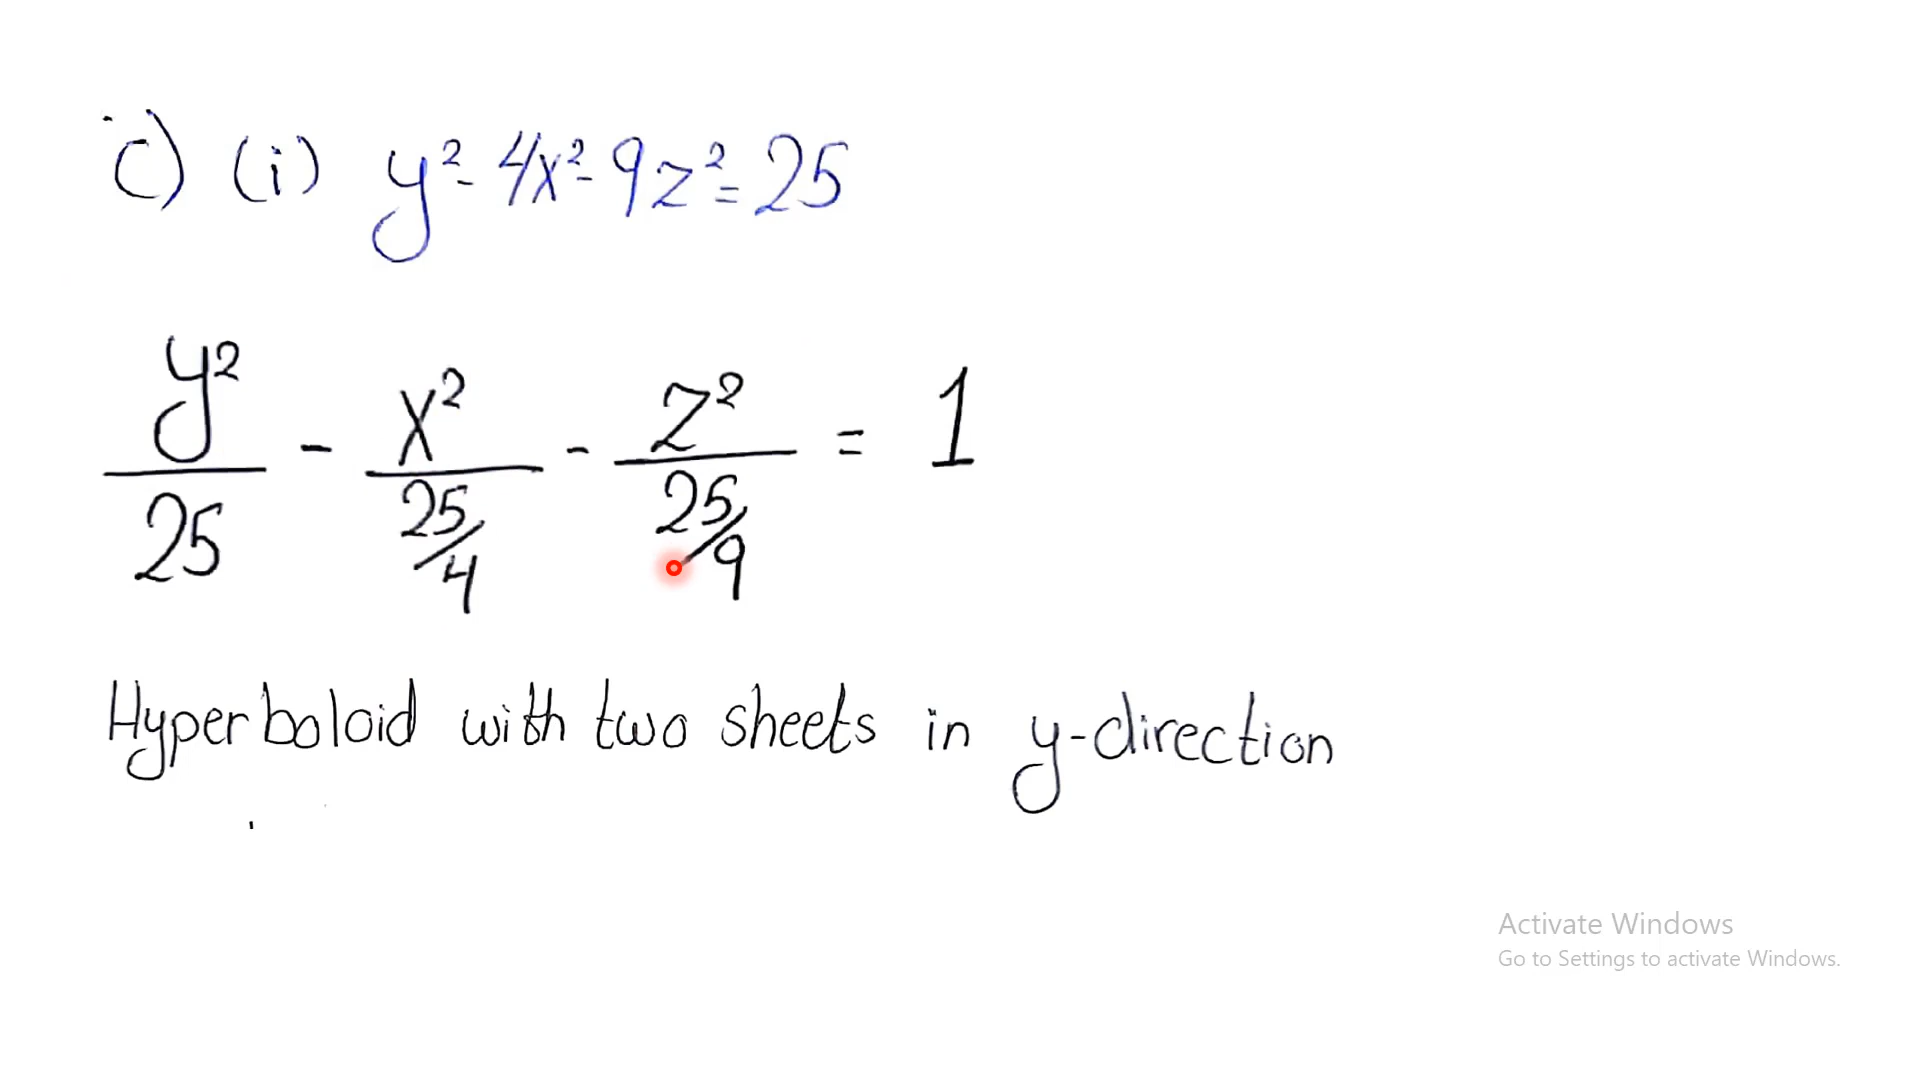 c) (i) y² - 4x² - 9z² = 25
y²/25 - x²/(25/4) - z²/(25/9) = 1
Hyperboloid with two sheets in y-direction
Activate Windows
Go to Settings to activate Windows.